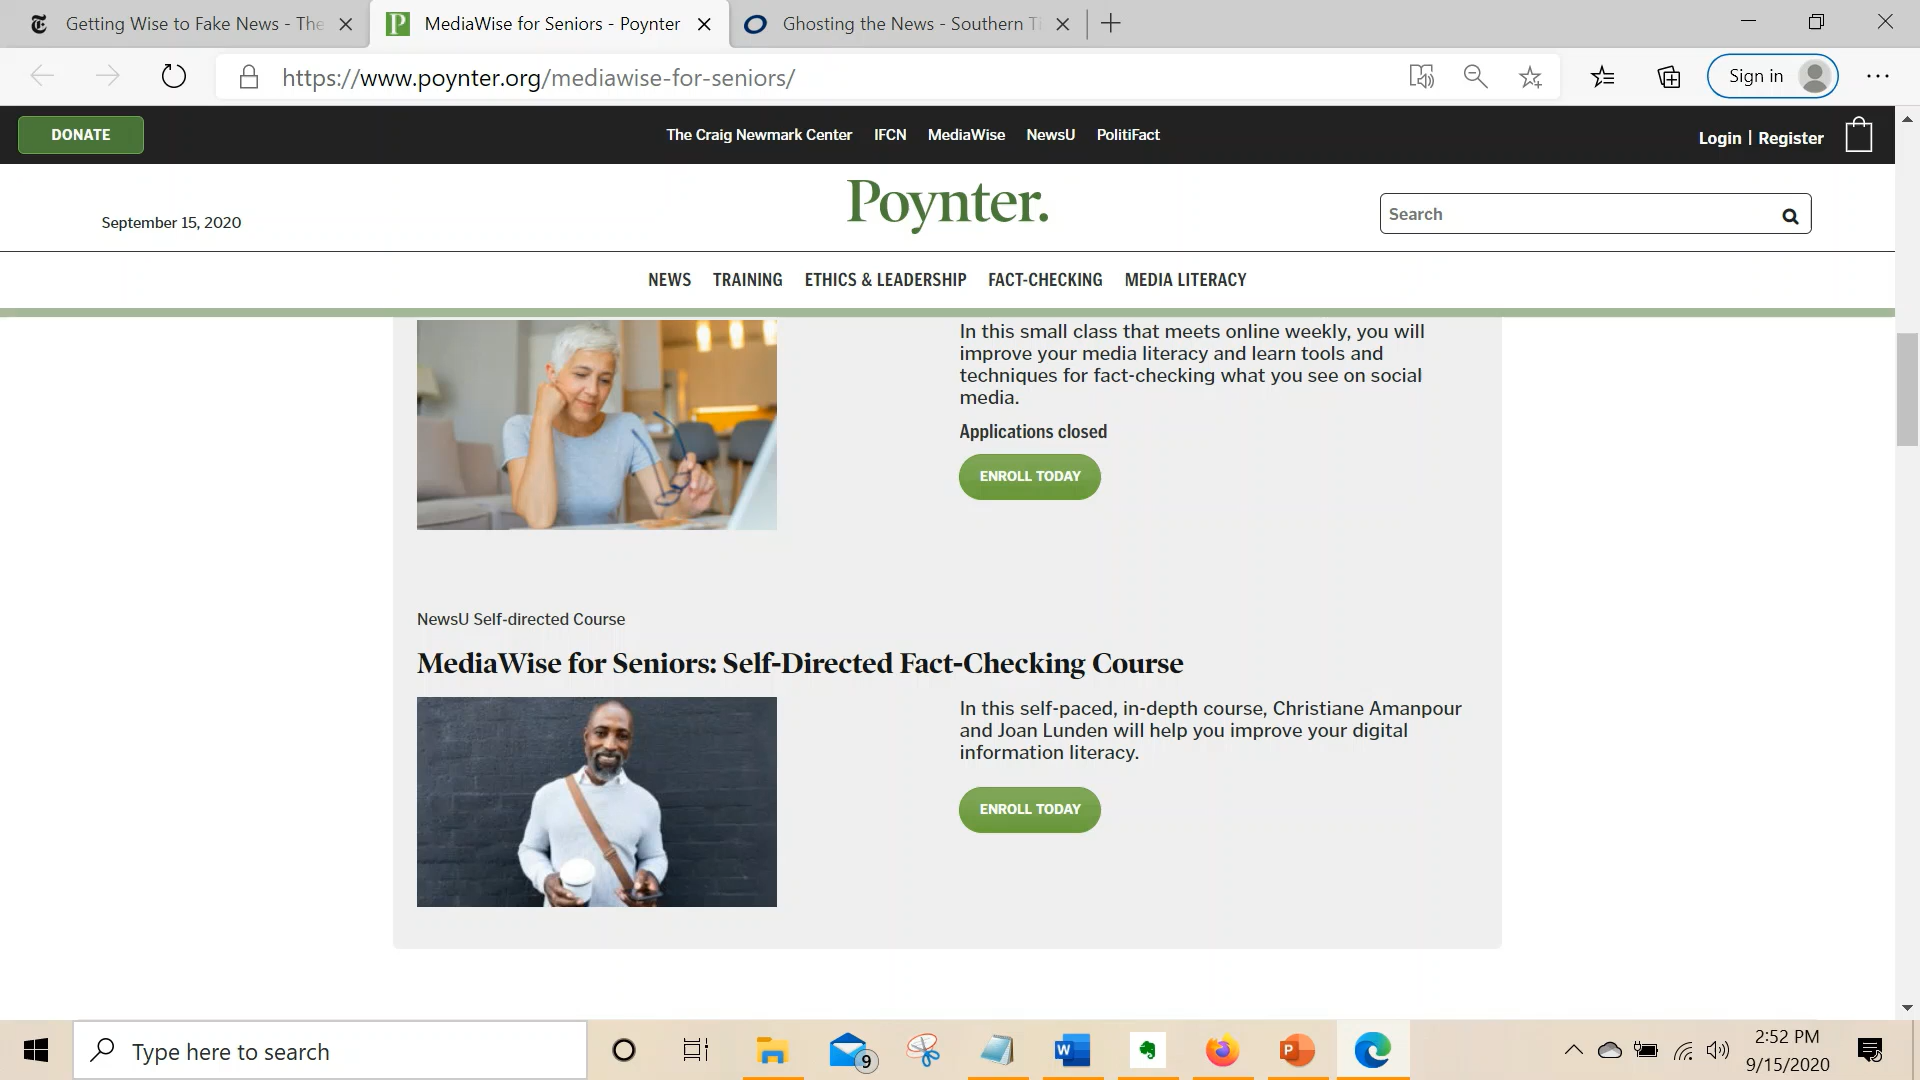 Getting Wise to Fake News - The
MediaWise for Seniors - Poynter
Ghosting the News - Southern Ti
https://www.poynter.org/mediawise-for-seniors/
Sign in
DONATE
The Craig Newmark Center
IFCN
MediaWise
NewsU
PolitiFact
Login | Register
September 15, 2020
Poynter.
Search
NEWS
TRAINING
ETHICS & LEADERSHIP
FACT-CHECKING
MEDIA LITERACY
In this small class that meets online weekly, you will
improve your media literacy and learn tools and
techniques for fact-checking what you see on social
media.
Applications closed
ENROLL TODAY
NewsU Self-directed Course
MediaWise for Seniors: Self-Directed Fact-Checking Course
In this self-paced, in-depth course, Christiane Amanpour
and Joan Lunden will help you improve your digital
information literacy.
ENROLL TODAY
Type here to search
9
2:52 PM
9/15/2020